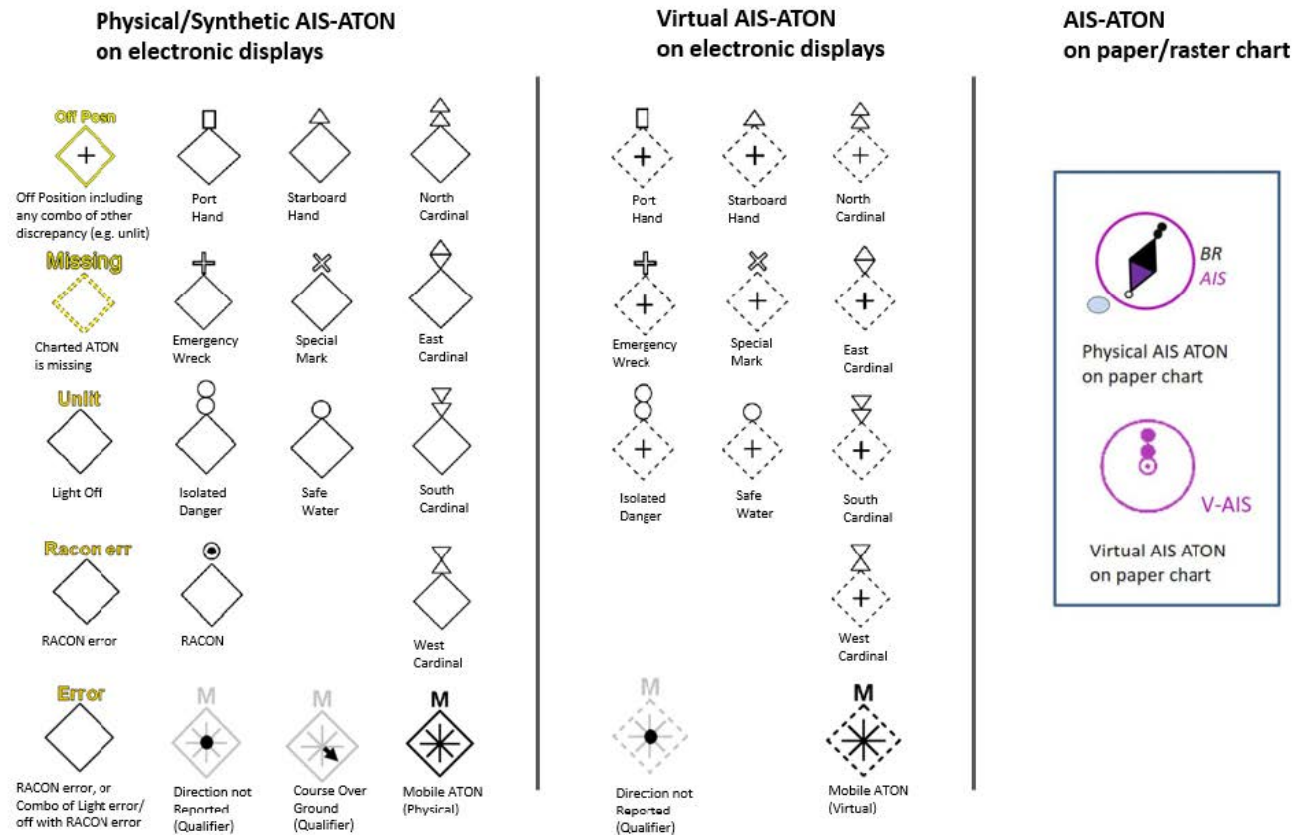 Physical/Synthetic AIS-ATON
on electronic displays
Virtual AIS-ATON
on electronic displays
AIS-ATON
on paper/raster chart
Off Posn
Off Position including
any combo of other
discrepancy (e.g. unlit)
Port
Hand
Starboard
Hand
North
Cardinal
Port
Hand
Starboard
Hand
North
Cardinal
Missing
Charted ATON
is missing
Emergency
Wreck
Special
Mark
East
Cardinal
Emergency
Wreck
Special
Mark
East
Cardinal
BR
AIS
Physical AIS ATON
on paper chart
Unlit
Light Off
Isolated
Danger
Safe
Water
South
Cardinal
Isolated
Danger
Safe
Water
South
Cardinal
V-AIS
Virtual AIS ATON
on paper chart
Racon err
RACON error
RACON
West
Cardinal
West
Cardinal
Error
RACON error, or
Combo of Light error/
off with RACON error
M
Direction not
Reported
(Qualifier)
M
Course Over
Ground
(Qualifier)
M
Mobile ATON
(Physical)
M
Direction not
Reported
(Qualifier)
M
Mobile ATON
(Virtual)